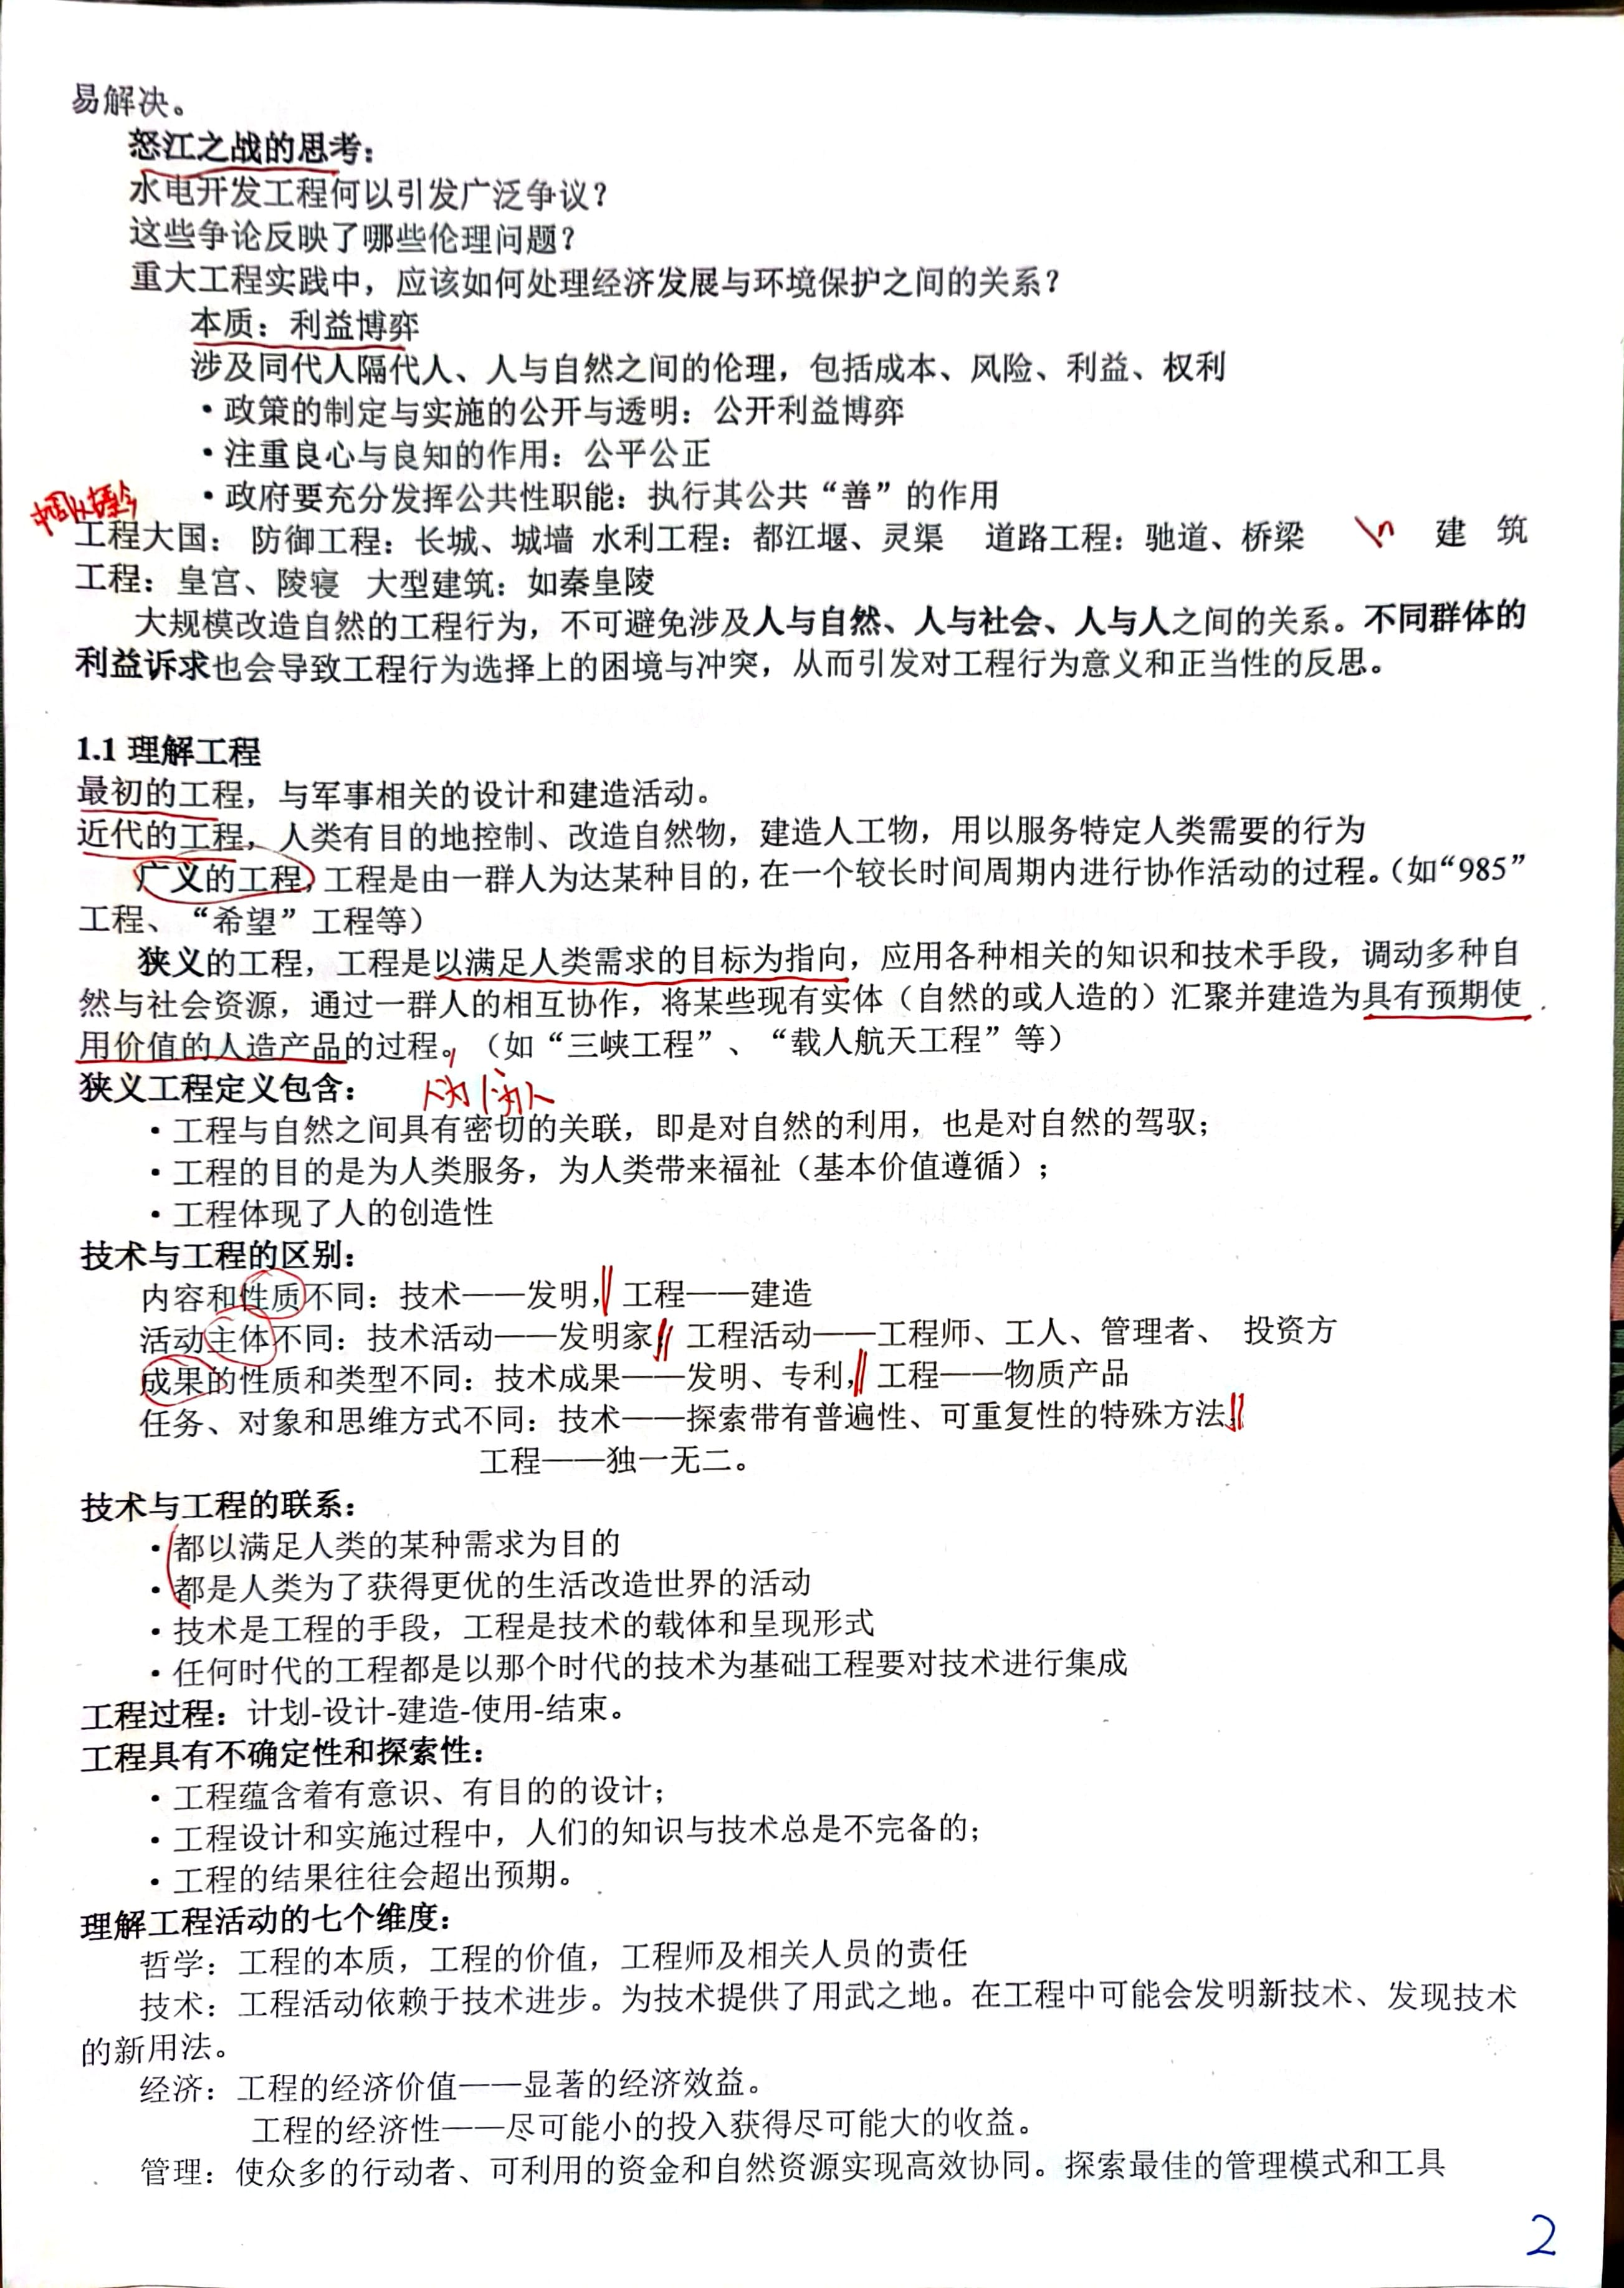 易解决。
怒江之战的思考：
水电开发工程何以引发广泛争议？
这些争论反映了哪些伦理问题？
重大工程实践中，应该如何处理经济发展与环境保护之间的关系？
本质：利益博弈
涉及同代人隔代人、人与自然之间的伦理，包括成本、风险、利益、权利
·政策的制定与实施的公开与透明：公开利益博弈
·注重良心与良知的作用：公平公正
·政府要充分发挥公共性职能：执行其公共“善”的作用
工程大国： 防御工程：长城、城墙 水利工程：都江堰、灵渠 道路工程：驰道、桥梁 建 筑
工程：皇宫、陵寝 大型建筑：如秦皇陵
大规模改造自然的工程行为，不可避免涉及人与自然、人与社会、人与人之间的关系。不同群体的
利益诉求也会导致工程行为选择上的困境与冲突，从而引发对工程行为意义和正当性的反思。
1.1 理解工程
最初的工程，与军事相关的设计和建造活动。
近代的工程，人类有目的地控制、改造自然物，建造人工物，用以服务特定人类需要的行为
广义的工程，工程是由一群人为达某种目的，在一个较长时间周期内进行协作活动的过程。（如“985”
工程、“希望”工程等）
狭义的工程，工程是以满足人类需求的目标为指向，应用各种相关的知识和技术手段，调动多种自
然与社会资源，通过一群人的相互协作，将某些现有实体（自然的或人造的）汇聚并建造为具有预期使
用价值的人造产品的过程。（如“三峡工程”、“载人航天工程”等）
狭义工程定义包含：
·工程与自然之间具有密切的关联，即是对自然的利用，也是对自然的驾驭；
·工程的目的是为人类服务，为人类带来福祉（基本价值遵循）；
·工程体现了人的创造性
技术与工程的区别：
内容和性质不同：技术——发明，工程——建造
活动主体不同：技术活动——发明家，工程活动——工程师、工人、管理者、 投资方
成果的性质和类型不同：技术成果——发明、专利，工程——物质产品
任务、对象和思维方式不同：技术——探索带有普遍性、可重复性的特殊方法，
工程——独一无二。
技术与工程的联系：
·都以满足人类的某种需求为目的
·都是人类为了获得更优的生活改造世界的活动
·技术是工程的手段，工程是技术的载体和呈现形式
·任何时代的工程都是以那个时代的技术为基础工程要对技术进行集成
工程过程：计划-设计-建造-使用-结束。
工程具有不确定性和探索性：
·工程蕴含着有意识、有目的的设计；
·工程设计和实施过程中，人们的知识与技术总是不完备的；
·工程的结果往往会超出预期。
理解工程活动的七个维度：
哲学：工程的本质，工程的价值，工程师及相关人员的责任
技术：工程活动依赖于技术进步。为技术提供了用武之地。在工程中可能会发明新技术、发现技术
的新用法。
经济：工程的经济价值——显著的经济效益。
工程的经济性——尽可能小的投入获得尽可能大的收益。
管理：使众多的行动者、可利用的资金和自然资源实现高效协同。探索最佳的管理模式和工具
2